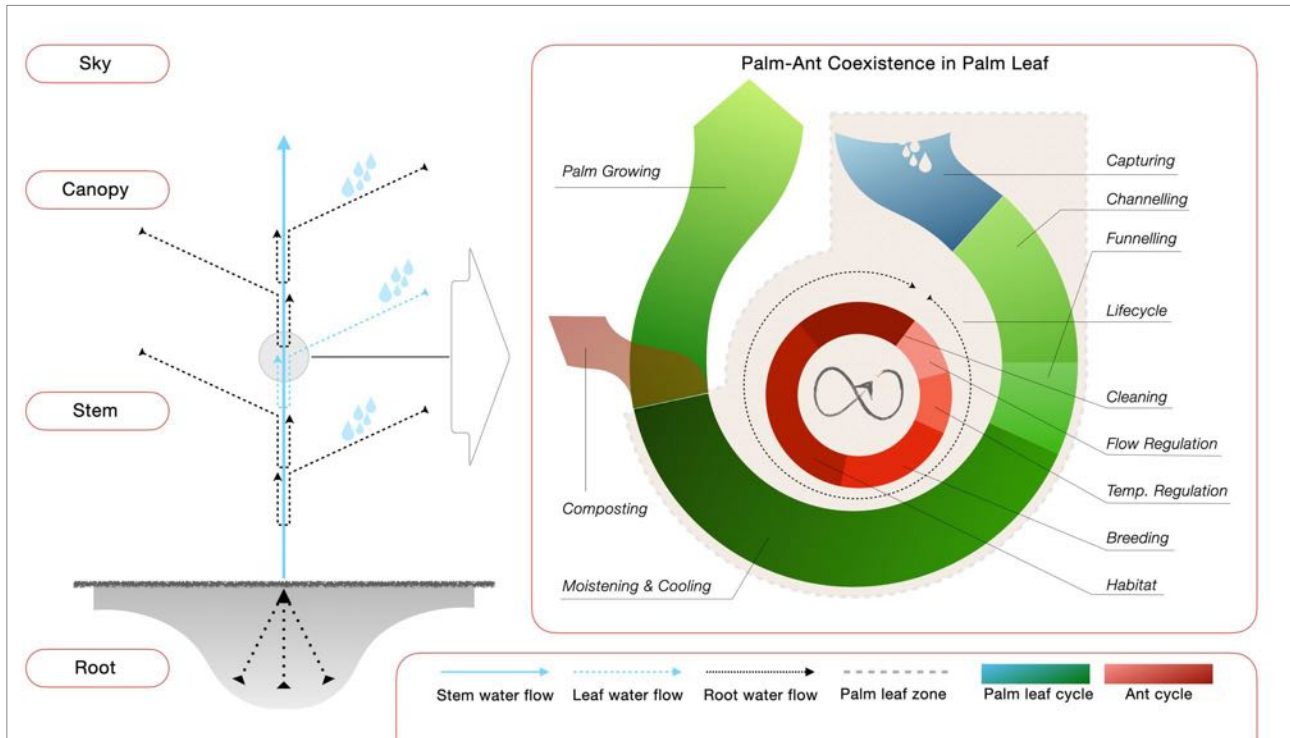 Sky
Canopy
Stem
Root
Palm-Ant Coexistence in Palm Leaf
Palm Growing
Composting
Moistening & Cooling
Capturing
Channelling
Funnelling
Lifecycle
Cleaning
Flow Regulation
Temp. Regulation
Breeding
Habitat
Stem water flow
Leaf water flow
Root water flow
Palm leaf zone
Palm leaf cycle
Ant cycle